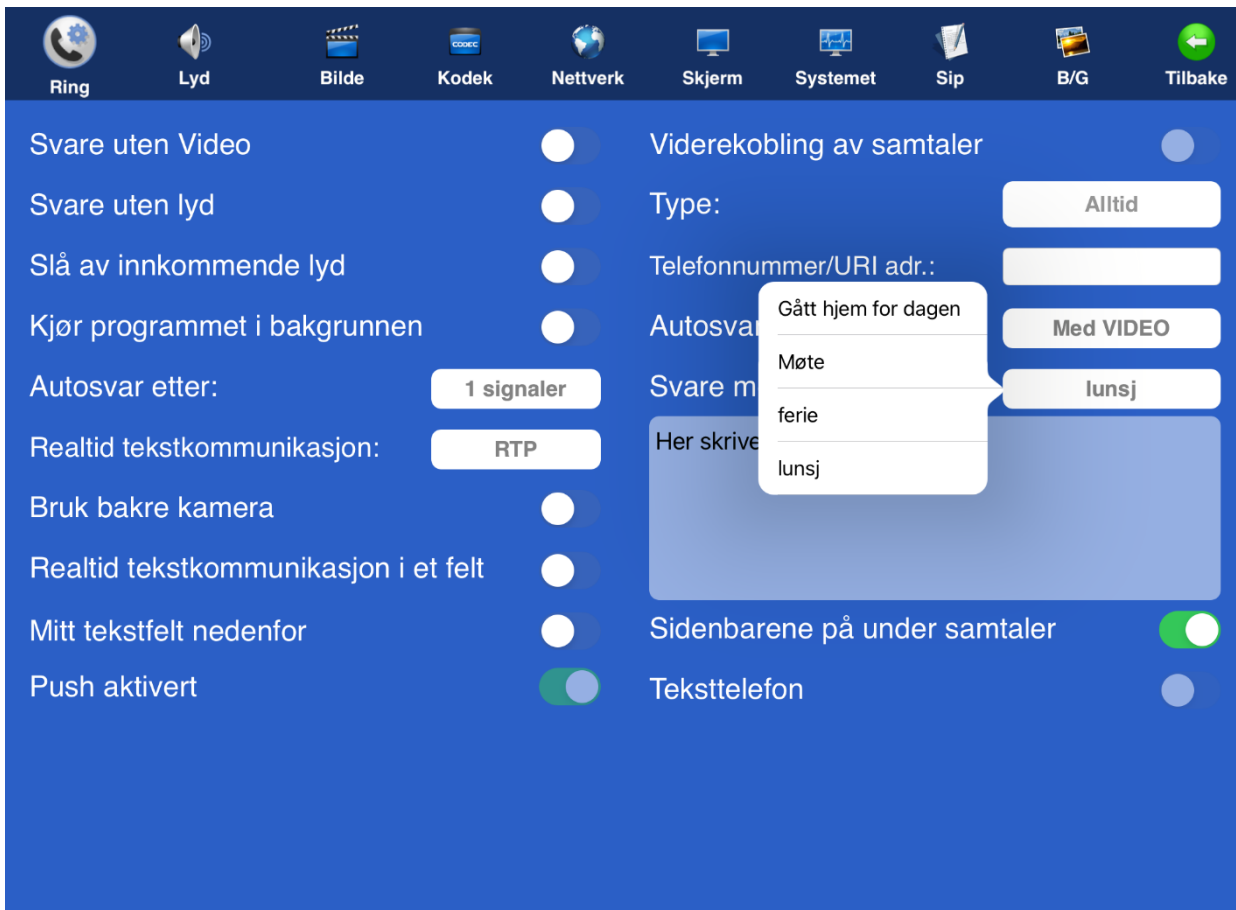 Ring
Lyd
Bilde
CODEC
Kodek
Nettverk
Skjerm
Systemet
Sip
B/G
Tilbake
Svare uten Video
Svare uten lyd
Slå av innkommende lyd
Kjør programmet i bakgrunnen
Autosvar etter:
1 signaler
Realtid tekstkommunikasjon:
RTP
Bruk bakre kamera
Realtid tekstkommunikasjon i et felt
Mitt tekstfelt nedenfor
Push aktivert
Viderekobling av samtaler
Type:
Alltid
Telefonnummer/URI adr.:
Autosvar
Med VIDEO
Svare
lunsj
Gått hjem for dagen
Møte
ferie
lunsj
Her
Sidenbarene på under samtaler
Teksttelefon